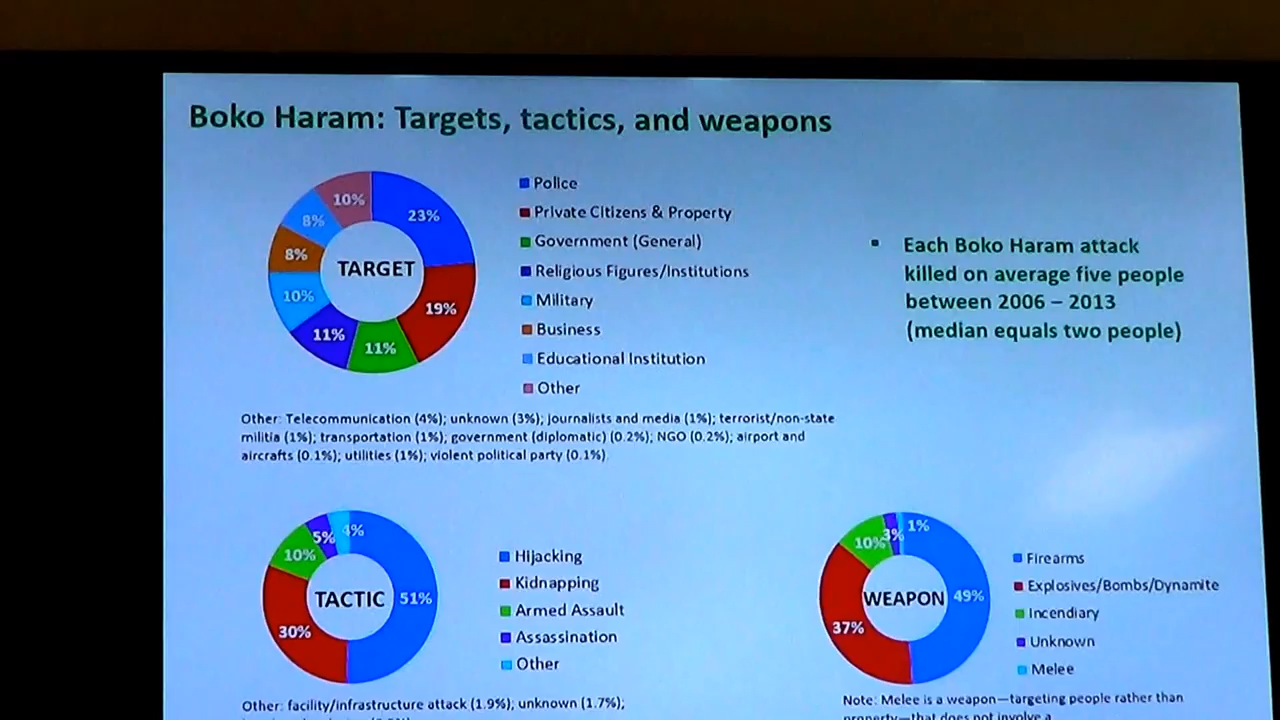 Boko Haram: Targets, tactics, and weapons
10%
23%
8%
8%
TARGET
10%
19%
11%
11%
Police
Private Citizens & Property
Government (General)
Religious Figures/Institutions
Military
Business
Educational Institution
Other
▪ Each Boko Haram attack
killed on average five people
between 2006 – 2013
(median equals two people)
Other: Telecommunication (4%); unknown (3%); journalists and media (1%); terrorist/non-state
militia (1%); transportation (1%); government (diplomatic) (0.2%); NGO (0.2%); airport and
aircrafts (0.1%); utilities (1%); violent political party (0.1%)
4%
5%
10%
TACTIC
51%
30%
Hijacking
Kidnapping
Armed Assault
Assassination
Other
1%
3%
10%
WEAPON
49%
37%
Firearms
Explosives/Bombs/Dynamite
Incendiary
Unknown
Melee
Other: facility/infrastructure attack (1.9%); unknown (1.7%);
Note: Melee is a weapon—targeting people rather than
property—that does not involve a